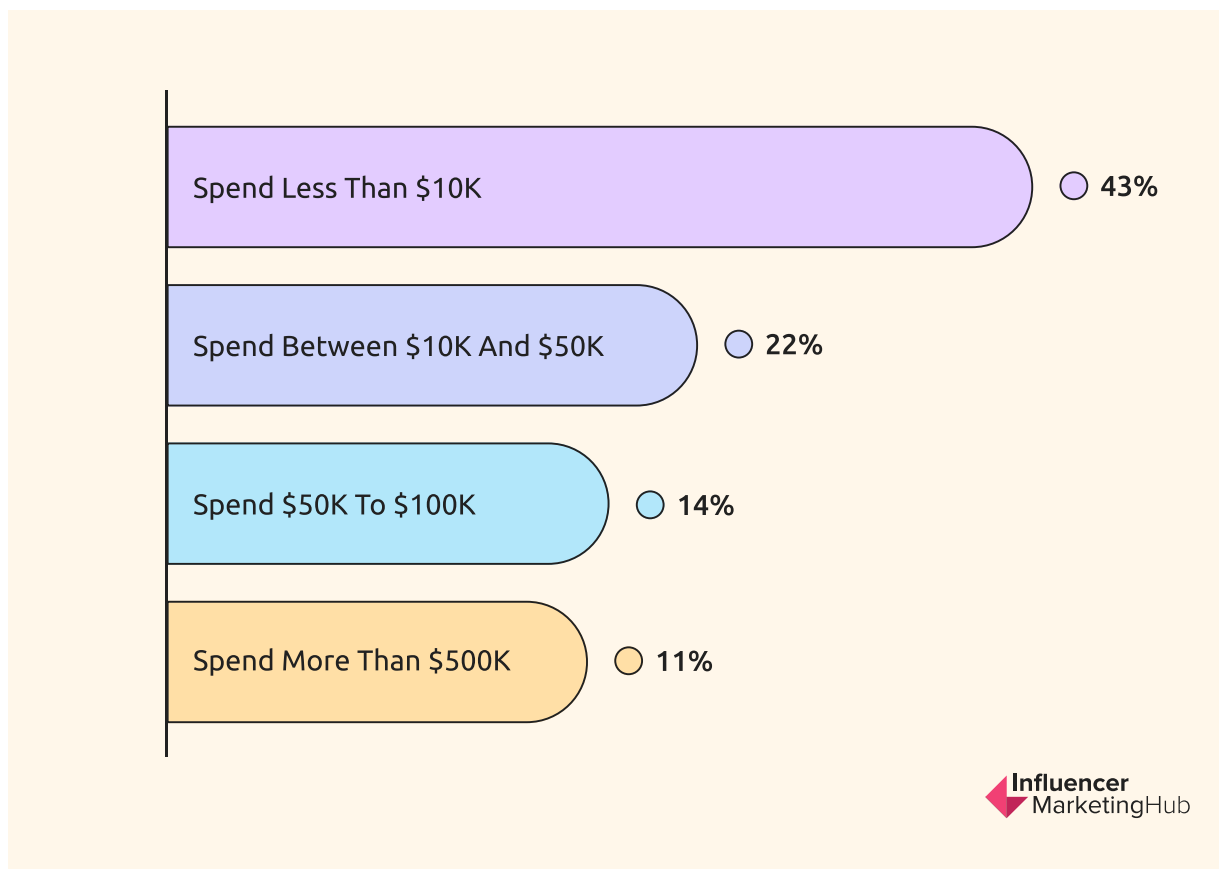 Spend Less Than $10K 43%
Spend Between $10K And $50K 22%
Spend $50K To $100K 14%
Spend More Than $500K 11%
Influencer
MarketingHub